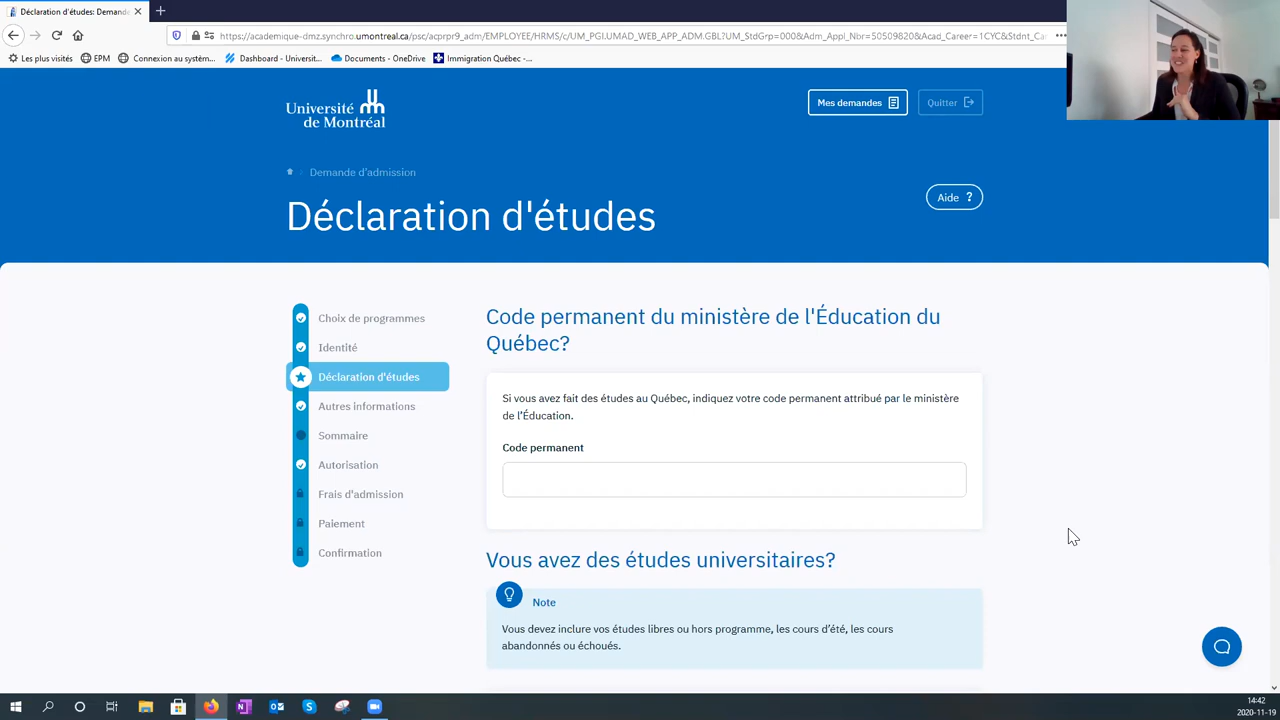 Déclaration d'études: Demande
https://academique-dmz.synchro.umontreal.ca/psc/acprpr9_adm/EMPLOYEE/HRMS/c/UM_PGI.UMAD_WEB_APP_ADM.GBL?UM_StdGrp=000&Adm_Appl_Nbr=50509820&Acad_Career=1CYC&Stdnt_Ca
Les plus visités EPM Connexion au systèm... Dashboard - Universit... Documents - OneDrive Immigration Québec -...
Université
de Montréal
Mes demandes
Quitter
Demande d'admission
Déclaration d'études
Aide ?
Choix de programmes
Identité
Déclaration d'études
Autres informations
Sommaire
Autorisation
Frais d'admission
Paiement
Confirmation
Code permanent du ministère de l'Éducation du
Québec?
Si vous avez fait des études au Québec, indiquez votre code permanent attribué par le ministère
de l'Éducation.
Code permanent
Vous avez des études universitaires?
Note
Vous devez inclure vos études libres ou hors programme, les cours d'été, les cours
abandonnés ou échoués.
14:42
2020-11-19